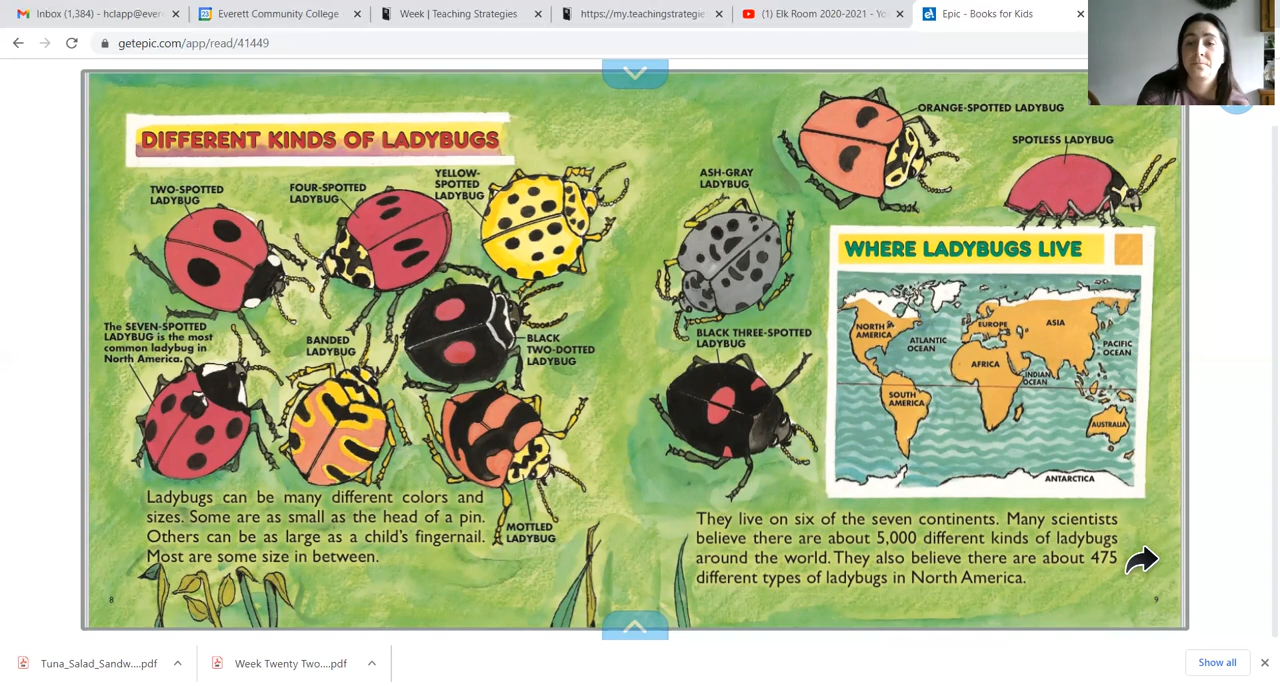 Inbox (1,384) - hclapp@ever
Everett Community College
Week | Teaching Strategies
https://my.teachingstrategie
(1) Elk Room 2020-2021 - Yo
Epic - Books for Kids
getepic.com/app/read/41449
DIFFERENT KINDS OF LADYBUGS
TWO-SPOTTED
LADYBUG
FOUR-SPOTTED
LADYBUG
YELLOW-
SPOTTED
LADYBUG
The SEVEN-SPOTTED
LADYBUG is the most
common ladybug in
North America.
BANDED
LADYBUG
BLACK
TWO-DOTTED
LADYBUG
MOTTLED
LADYBUG
Ladybugs can be many different colors and
sizes. Some are as small as the head of a pin.
Others can be as large as a child's fingernail.
Most are some size in between.
8
ORANGE-SPOTTED LADYBUG
SPOTLESS LADYBUG
ASH-GRAY
LADYBUG
BLACK THREE-SPOTTED
LADYBUG
WHERE LADYBUGS LIVE
NORTH
AMERICA
ATLANTIC
OCEAN
EUROPE
ASIA
PACIFIC
OCEAN
AFRICA
INDIAN
OCEAN
SOUTH
AMERICA
AUSTRALIA
ANTARCTICA
They live on six of the seven continents. Many scientists
believe there are about 5,000 different kinds of ladybugs
around the world. They also believe there are about 475
different types of ladybugs in North America.
9
Tuna_Salad_Sandw....pdf
Week Twenty Two....pdf
Show all